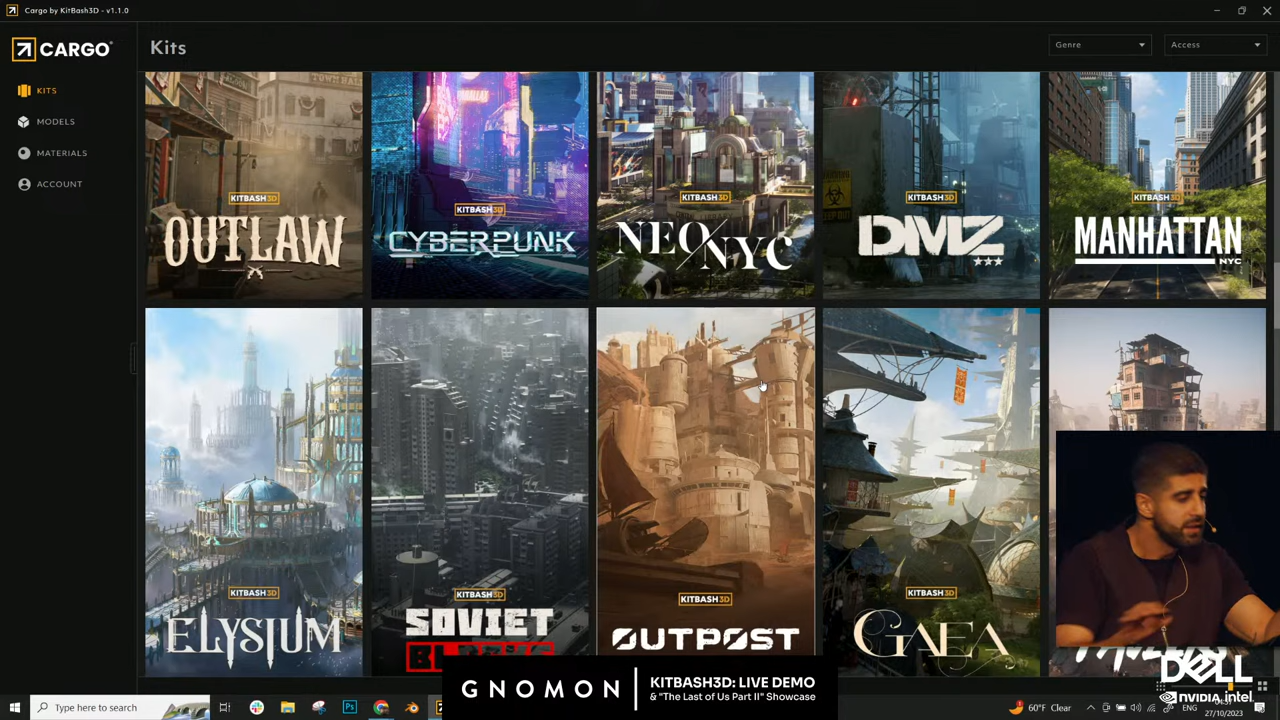 Cargo by KitBash3D - v1.1.0
CARGO
Kits
Genre
Access
KITS
MODELS
MATERIALS
ACCOUNT
TOWN HALL
KITBASH3D
OUTLAW
KITBASH3D
CYBERPUNK
KITBASH3D
NEO NYC
KITBASH3D
DMZ
KITBASH3D
MANHATTAN
NYC
KITBASH3D
ELYSIUM
KITBASH3D
SOVIET
KITBASH3D
OUTPOST
KITBASH3D
GAEA
DELL
NVIDIA intel
GNOMON
KITBASH3D: LIVE DEMO
& "The Last of Us Part II" Showcase
Type here to search
60°F Clear
ENG
27/10/2023